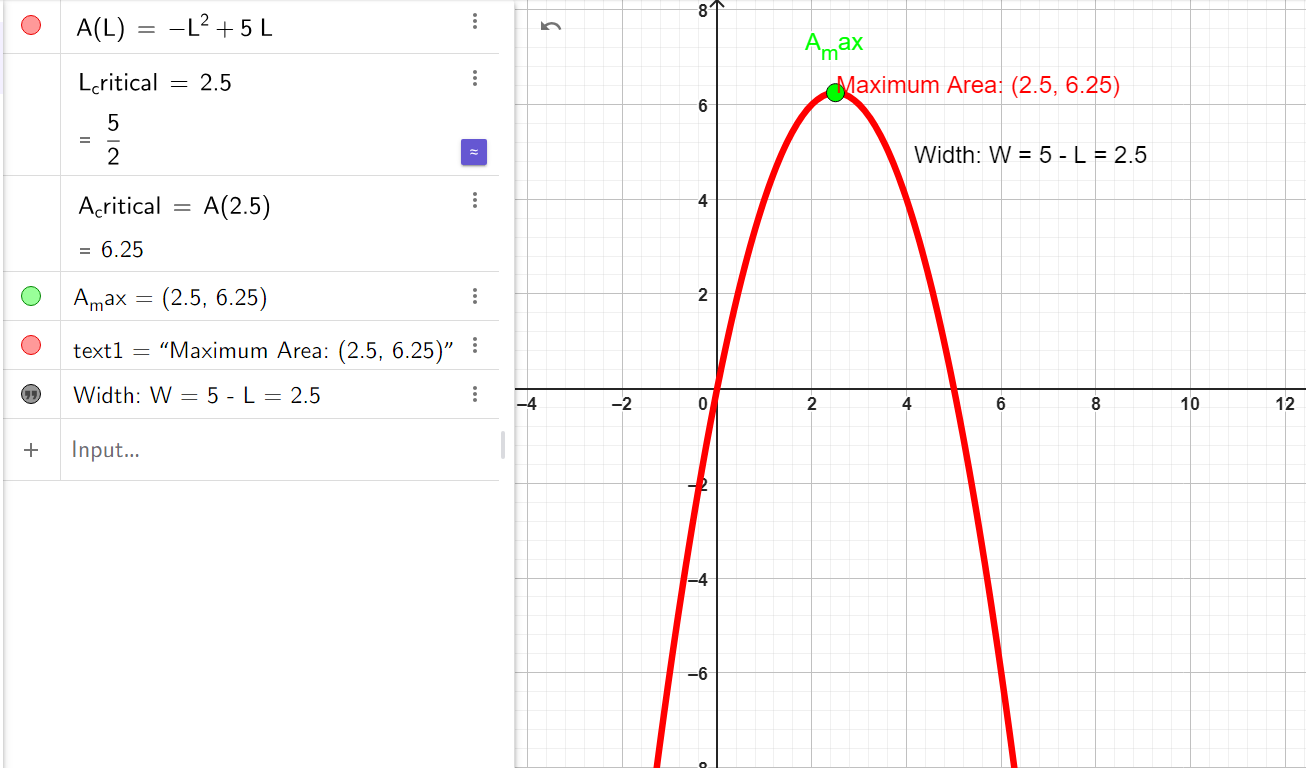 A(L) = −L² + 5 L
L_critical = 2.5
= 5/2
≈
A_critical = A(2.5)
= 6.25
A_max = (2.5, 6.25)
text1 = “Maximum Area: (2.5, 6.25)”
Width: W = 5 - L = 2.5
+ Input...
8
A_max
Maximum Area: (2.5, 6.25)
6
Width: W = 5 - L = 2.5
4
2
−4 −2 0 2 4 6 8 10 12
−2
−4
−6